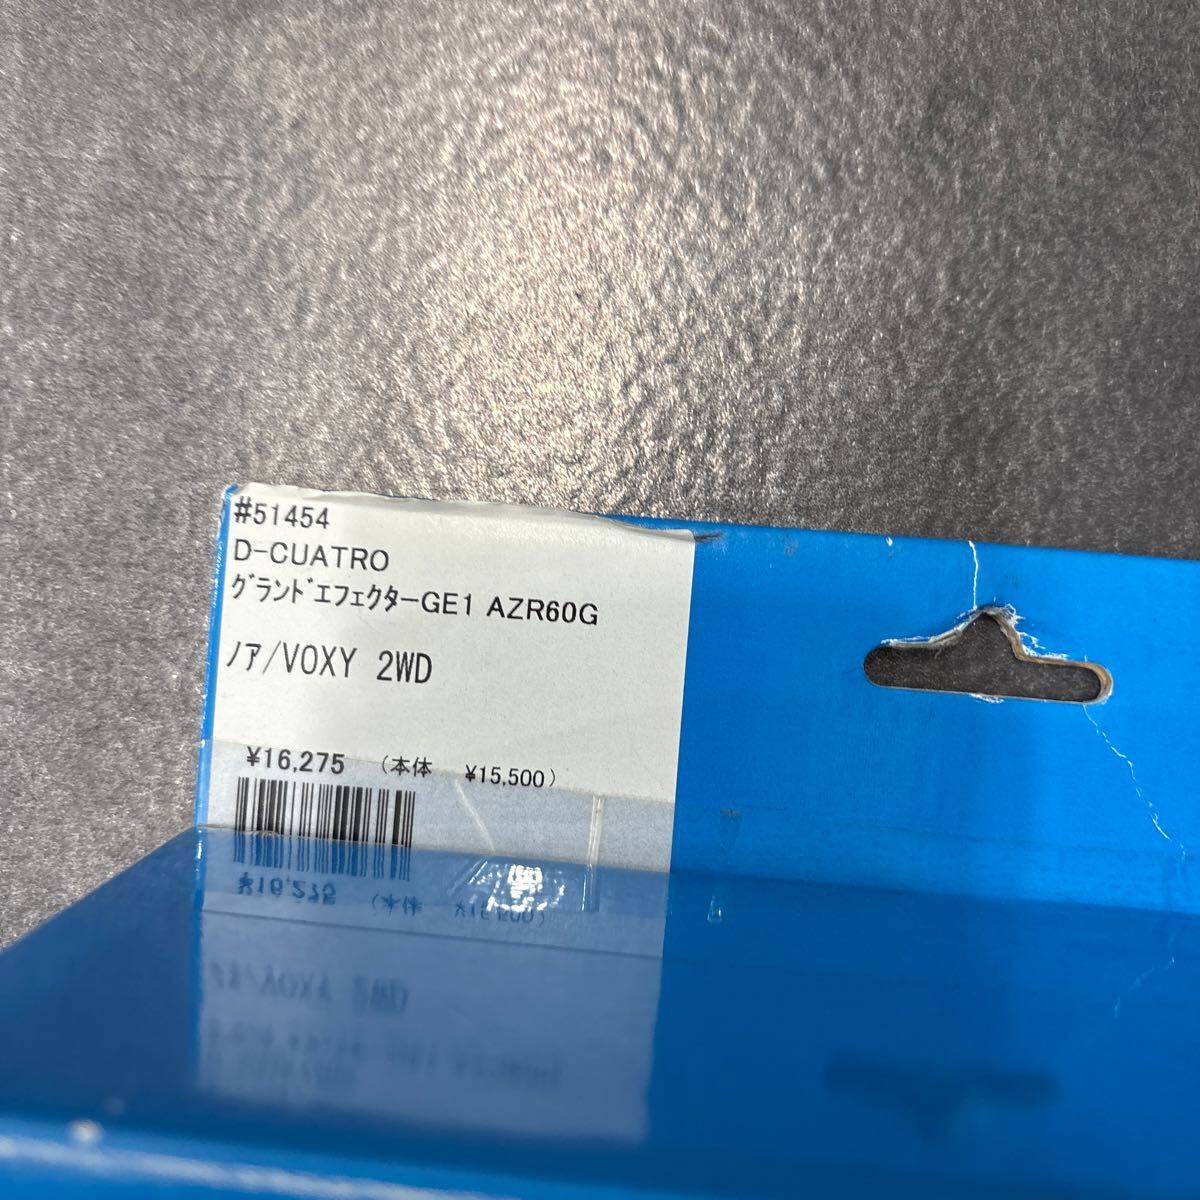 #51454
D-CUATRO
ｸﾞﾗﾝﾄﾞｴﾌｪｸﾀｰGE1 AZR60G
ﾉｱ/VOXY 2WD
¥16,275 （本体 ¥15,500）